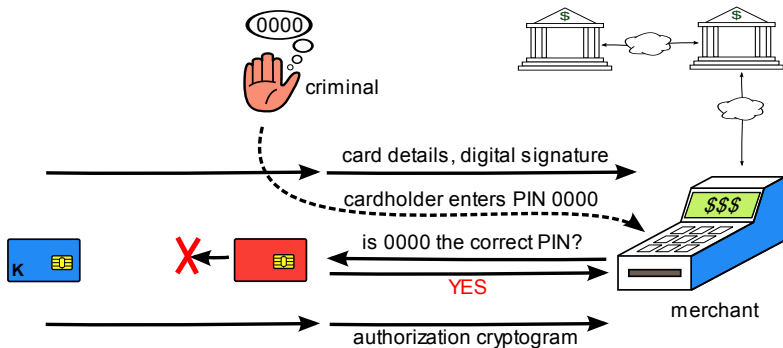 0000
$
$
criminal
card details, digital signature
cardholder enters PIN 0000
$$$
is 0000 the correct PIN?
K
YES
merchant
authorization cryptogram